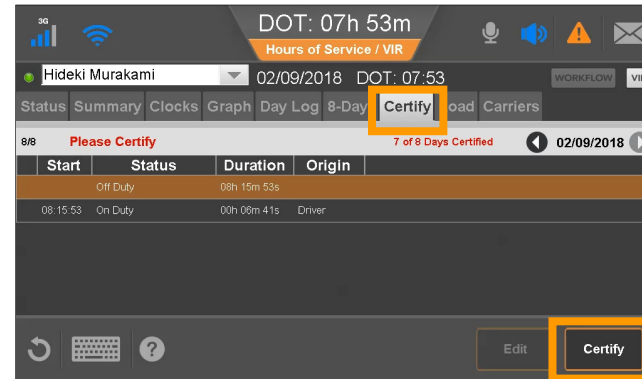 3G
DOT: 07h 53m
Hours of Service / VIR
Hideki Murakami 02/09/2018 DOT: 07:53 WORKFLOW
Status Summary Clocks Graph Day Log 8-Day Certify Carriers
8/8 Please Certify 7 of 8 Days Certified 02/09/2018
Start Status Duration Origin
Off Duty 08h 15m 53s
08:15:53 On Duty 00h 06m 41s Driver
Edit Certify